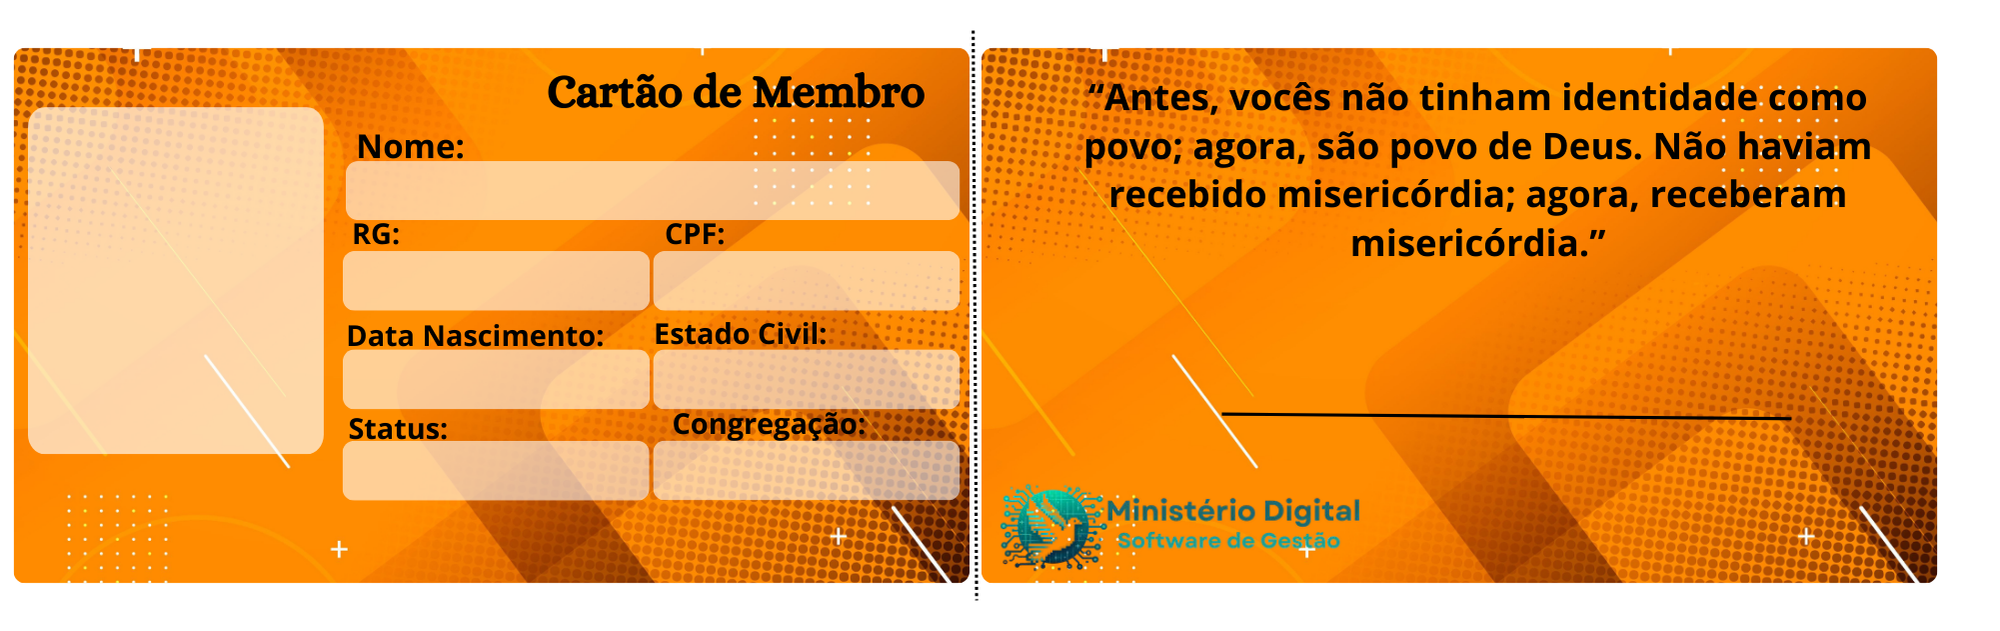 Cartão de Membro
Nome:
RG:
CPF:
Data Nascimento:
Estado Civil:
Status:
Congregação:
“Antes, vocês não tinham identidade como
povo; agora, são povo de Deus. Não haviam
recebido misericórdia; agora, receberam
misericórdia.”
Ministério Digital
Software de Gestão